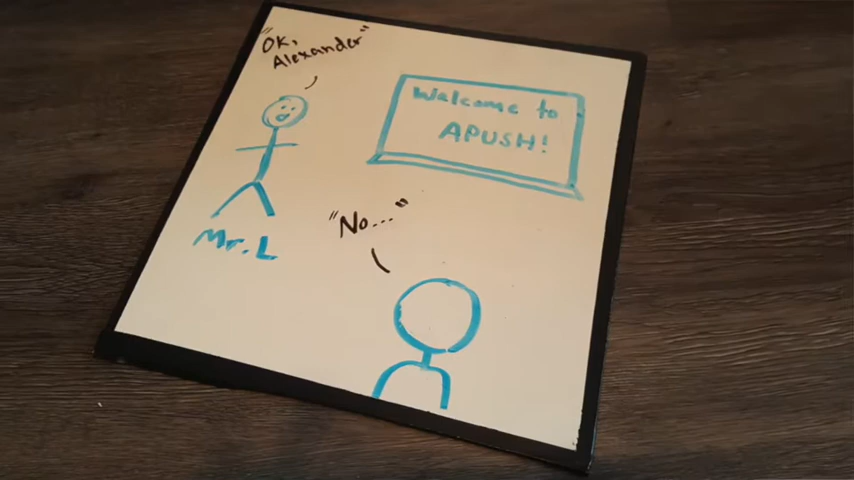 "OK,
Alexander"
Welcome to
APUSH!
Mr. L
"No..."